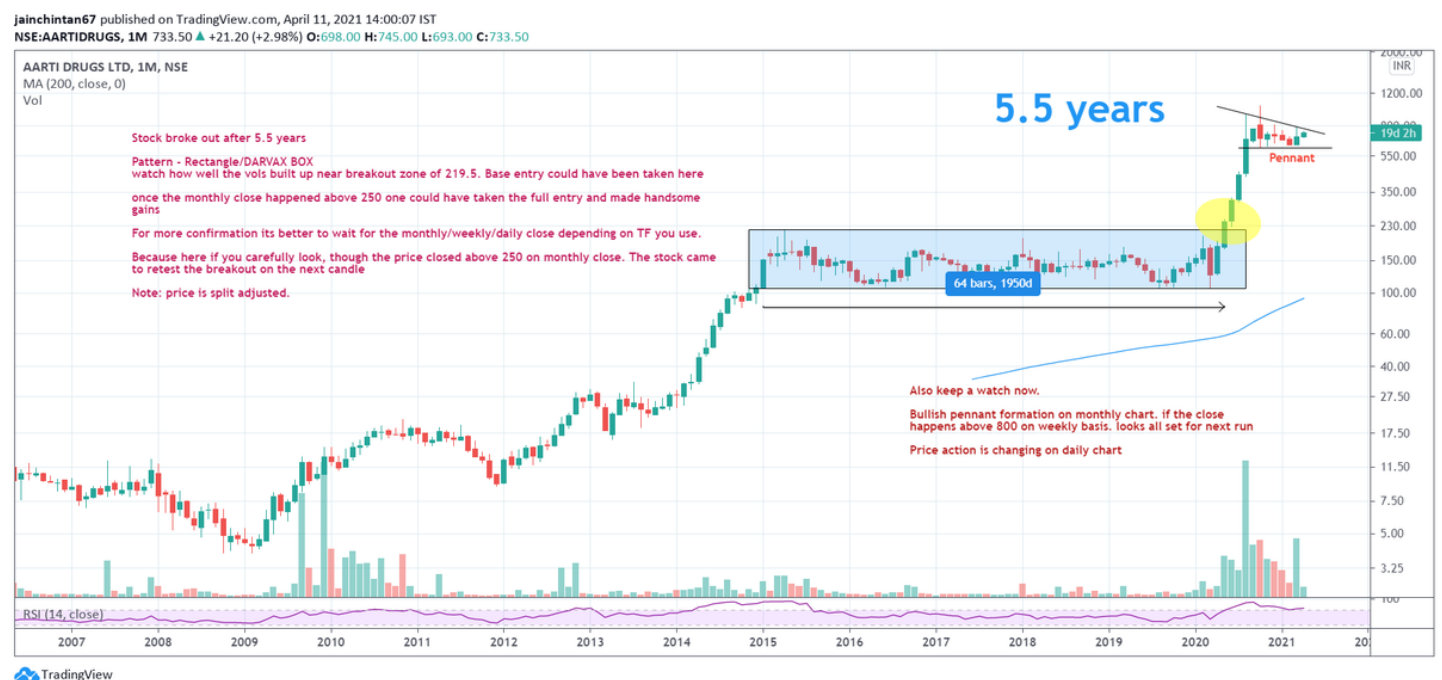 jainchintan67 published on TradingView.com, April 11, 2021 14:00:07 IST
NSE:AARTIDRUGS, 1M 733.50 ▲ +21.20 (+2.98%) O:698.00 H:745.00 L:693.00 C:733.50
AARTI DRUGS LTD, 1M, NSE
MA (200, close, 0)
Vol
Stock broke out after 5.5 years
Pattern - Rectangle/DARVAX BOX
watch how well the vols built up near breakout zone of 219.5. Base entry could have been taken here
once the monthly close happened above 250 one could have taken the full entry and made handsome
gains
For more confirmation its better to wait for the monthly/weekly/daily close depending on TF you use.
Because here if you carefully look, though the price closed above 250 on monthly close. The stock came
to retest the breakout on the next candle
Note: price is split adjusted.
5.5 years
Pennant
64 bars, 1950d
Also keep a watch now.
Bullish pennant formation on monthly chart. if the close
happens above 800 on weekly basis. looks all set for next run
Price action is changing on daily chart
2000.00
INR
1200.00
800.00
19d 2h
550.00
350.00
230.00
150.00
100.00
60.00
40.00
27.50
17.50
11.50
7.50
5.00
3.25
100
RSI (14, close)
2007 2008 2009 2010 2011 2012 2013 2014 2015 2016 2017 2018 2019 2020 2021
TradingView